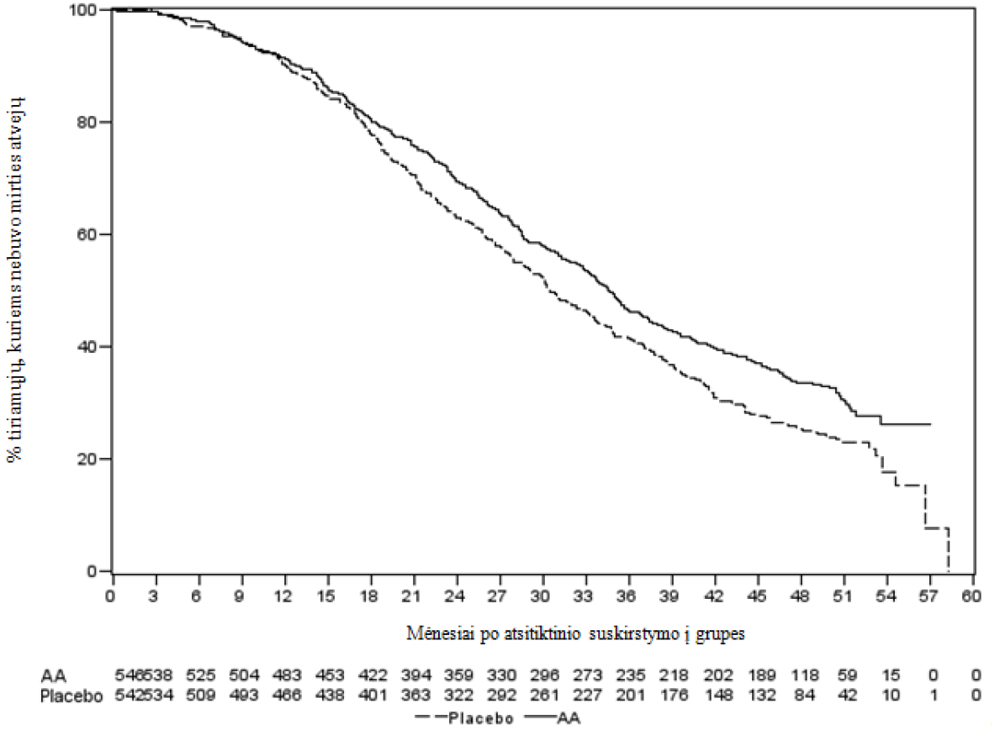 100
80
60
40
20
0
% tiriamųjų, kuriems nebuvo mirties atvejų
0 3 6 9 12 15 18 21 24 27 30 33 36 39 42 45 48 51 54 57 60
Mėnesiai po atsitiktinio suskirstymo į grupes
AA 546 538 525 504 483 453 422 394 359 330 296 273 235 218 202 189 118 59 15 0 0
Placebo 542 534 509 493 466 438 401 363 322 292 261 227 201 176 148 132 84 42 10 1 0
Placebo AA